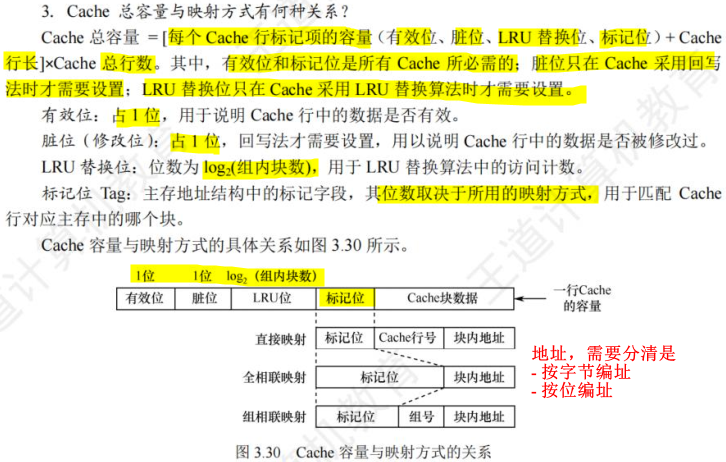 3. Cache 总容量与映射方式有何种关系？
Cache 总容量 =[每个 Cache 行标记项的容量（有效位、脏位、LRU 替换位、标记位）+ Cache
行长]×Cache 总行数。其中，有效位和标记位是所有 Cache 所必需的；脏位只在 Cache 采用回写
法时才需要设置；LRU 替换位只在 Cache 采用 LRU 替换算法时才需要设置。
有效位：占 1 位，用于说明 Cache 行中的数据是否有效。
脏位（修改位）：占 1 位，回写法才需要设置，用以说明 Cache 行中的数据是否被修改过。
LRU 替换位：位数为 log₂(组内块数)，用于 LRU 替换算法中的访问计数。
标记位 Tag：主存地址结构中的标记字段，其位数取决于所用的映射方式，用于匹配 Cache
行对应主存中的哪个块。
Cache 容量与映射方式的具体关系如图 3.30 所示。
1位 1位 log₂（组内块数）
有效位 脏位 LRU位 标记位 Cache块数据 一行Cache
的容量
直接映射 标记位 Cache行号 块内地址
全相联映射 标记位 块内地址
组相联映射 标记位 组号 块内地址
地址，需要分清是
- 按字节编址
- 按位编址
图 3.30 Cache 容量与映射方式的关系
王道计算机教育